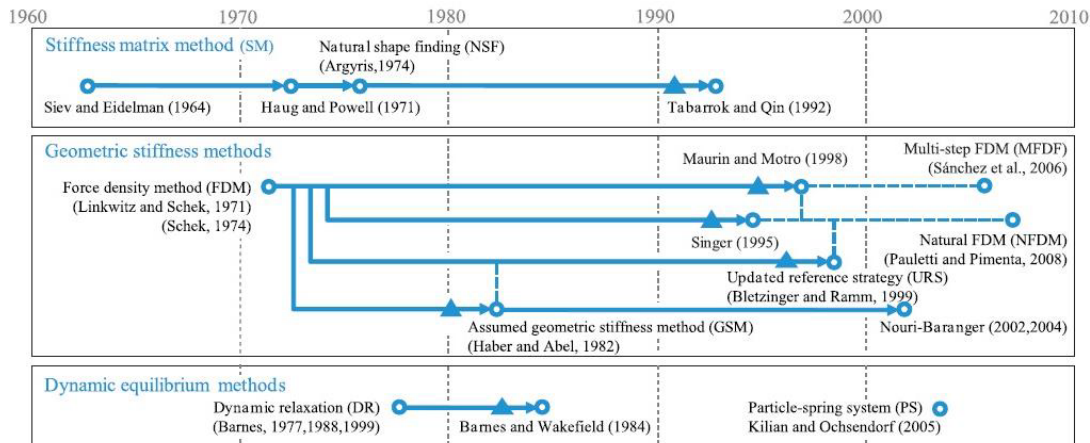 1960 1970 1980 1990 2000 2010
Stiffness matrix method (SM)
Natural shape finding (NSF)
(Argyris,1974)
Siev and Eidelman (1964)
Haug and Powell (1971)
Tabarrok and Qin (1992)
Geometric stiffness methods
Force density method (FDM)
(Linkwitz and Schek, 1971)
(Schek, 1974)
Maurin and Motro (1998)
Multi-step FDM (MFDF)
(Sánchez et al., 2006)
Singer (1995)
Natural FDM (NFDM)
(Pauletti and Pimenta, 2008)
Updated reference strategy (URS)
(Bletzinger and Ramm, 1999)
Assumed geometric stiffness method (GSM)
(Haber and Abel, 1982)
Nouri-Baranger (2002,2004)
Dynamic equilibrium methods
Dynamic relaxation (DR)
(Barnes, 1977,1988,1999)
Barnes and Wakefield (1984)
Particle-spring system (PS)
Kilian and Ochsendorf (2005)